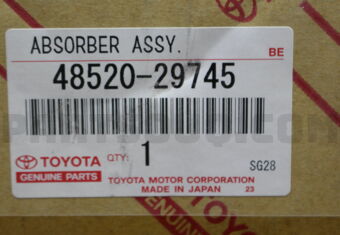 ABSORBER ASSY.
BE
48520-29745
TOYOTA
GENUINE PARTS
QTY: 1
SG28
TOYOTA MOTOR CORPORATION
MADE IN JAPAN 23